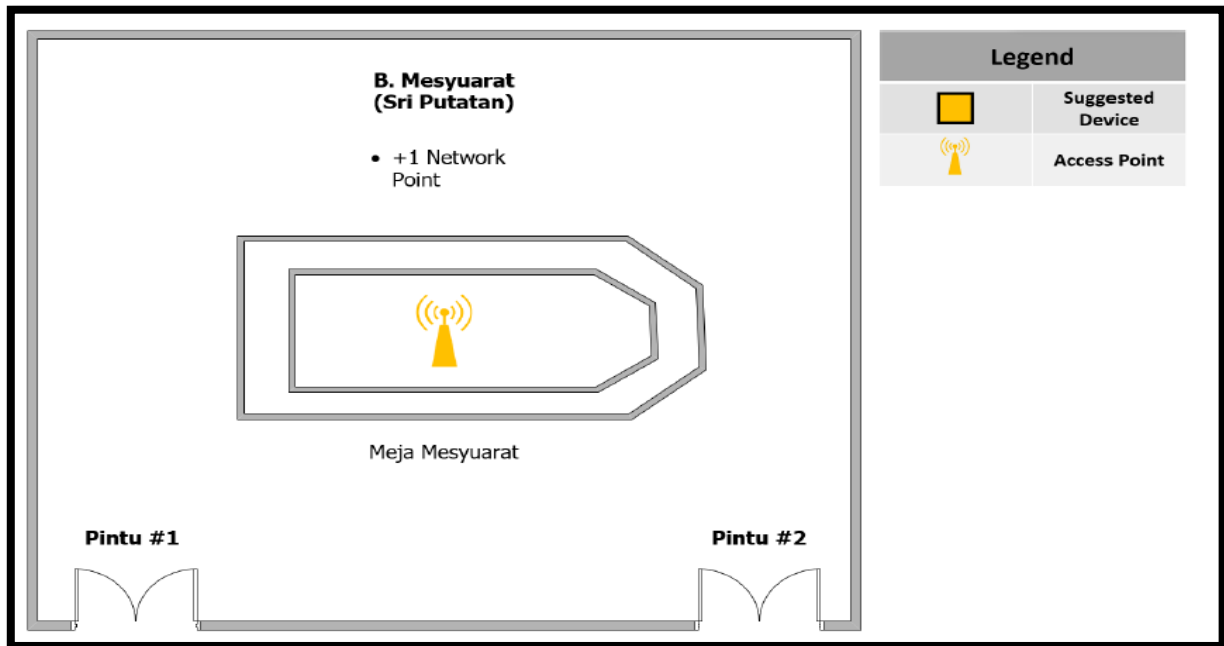 B. Mesyuarat
(Sri Putatan)
• +1 Network
Point
Meja Mesyuarat
Pintu #1
Pintu #2
Legend
Suggested
Device
Access Point